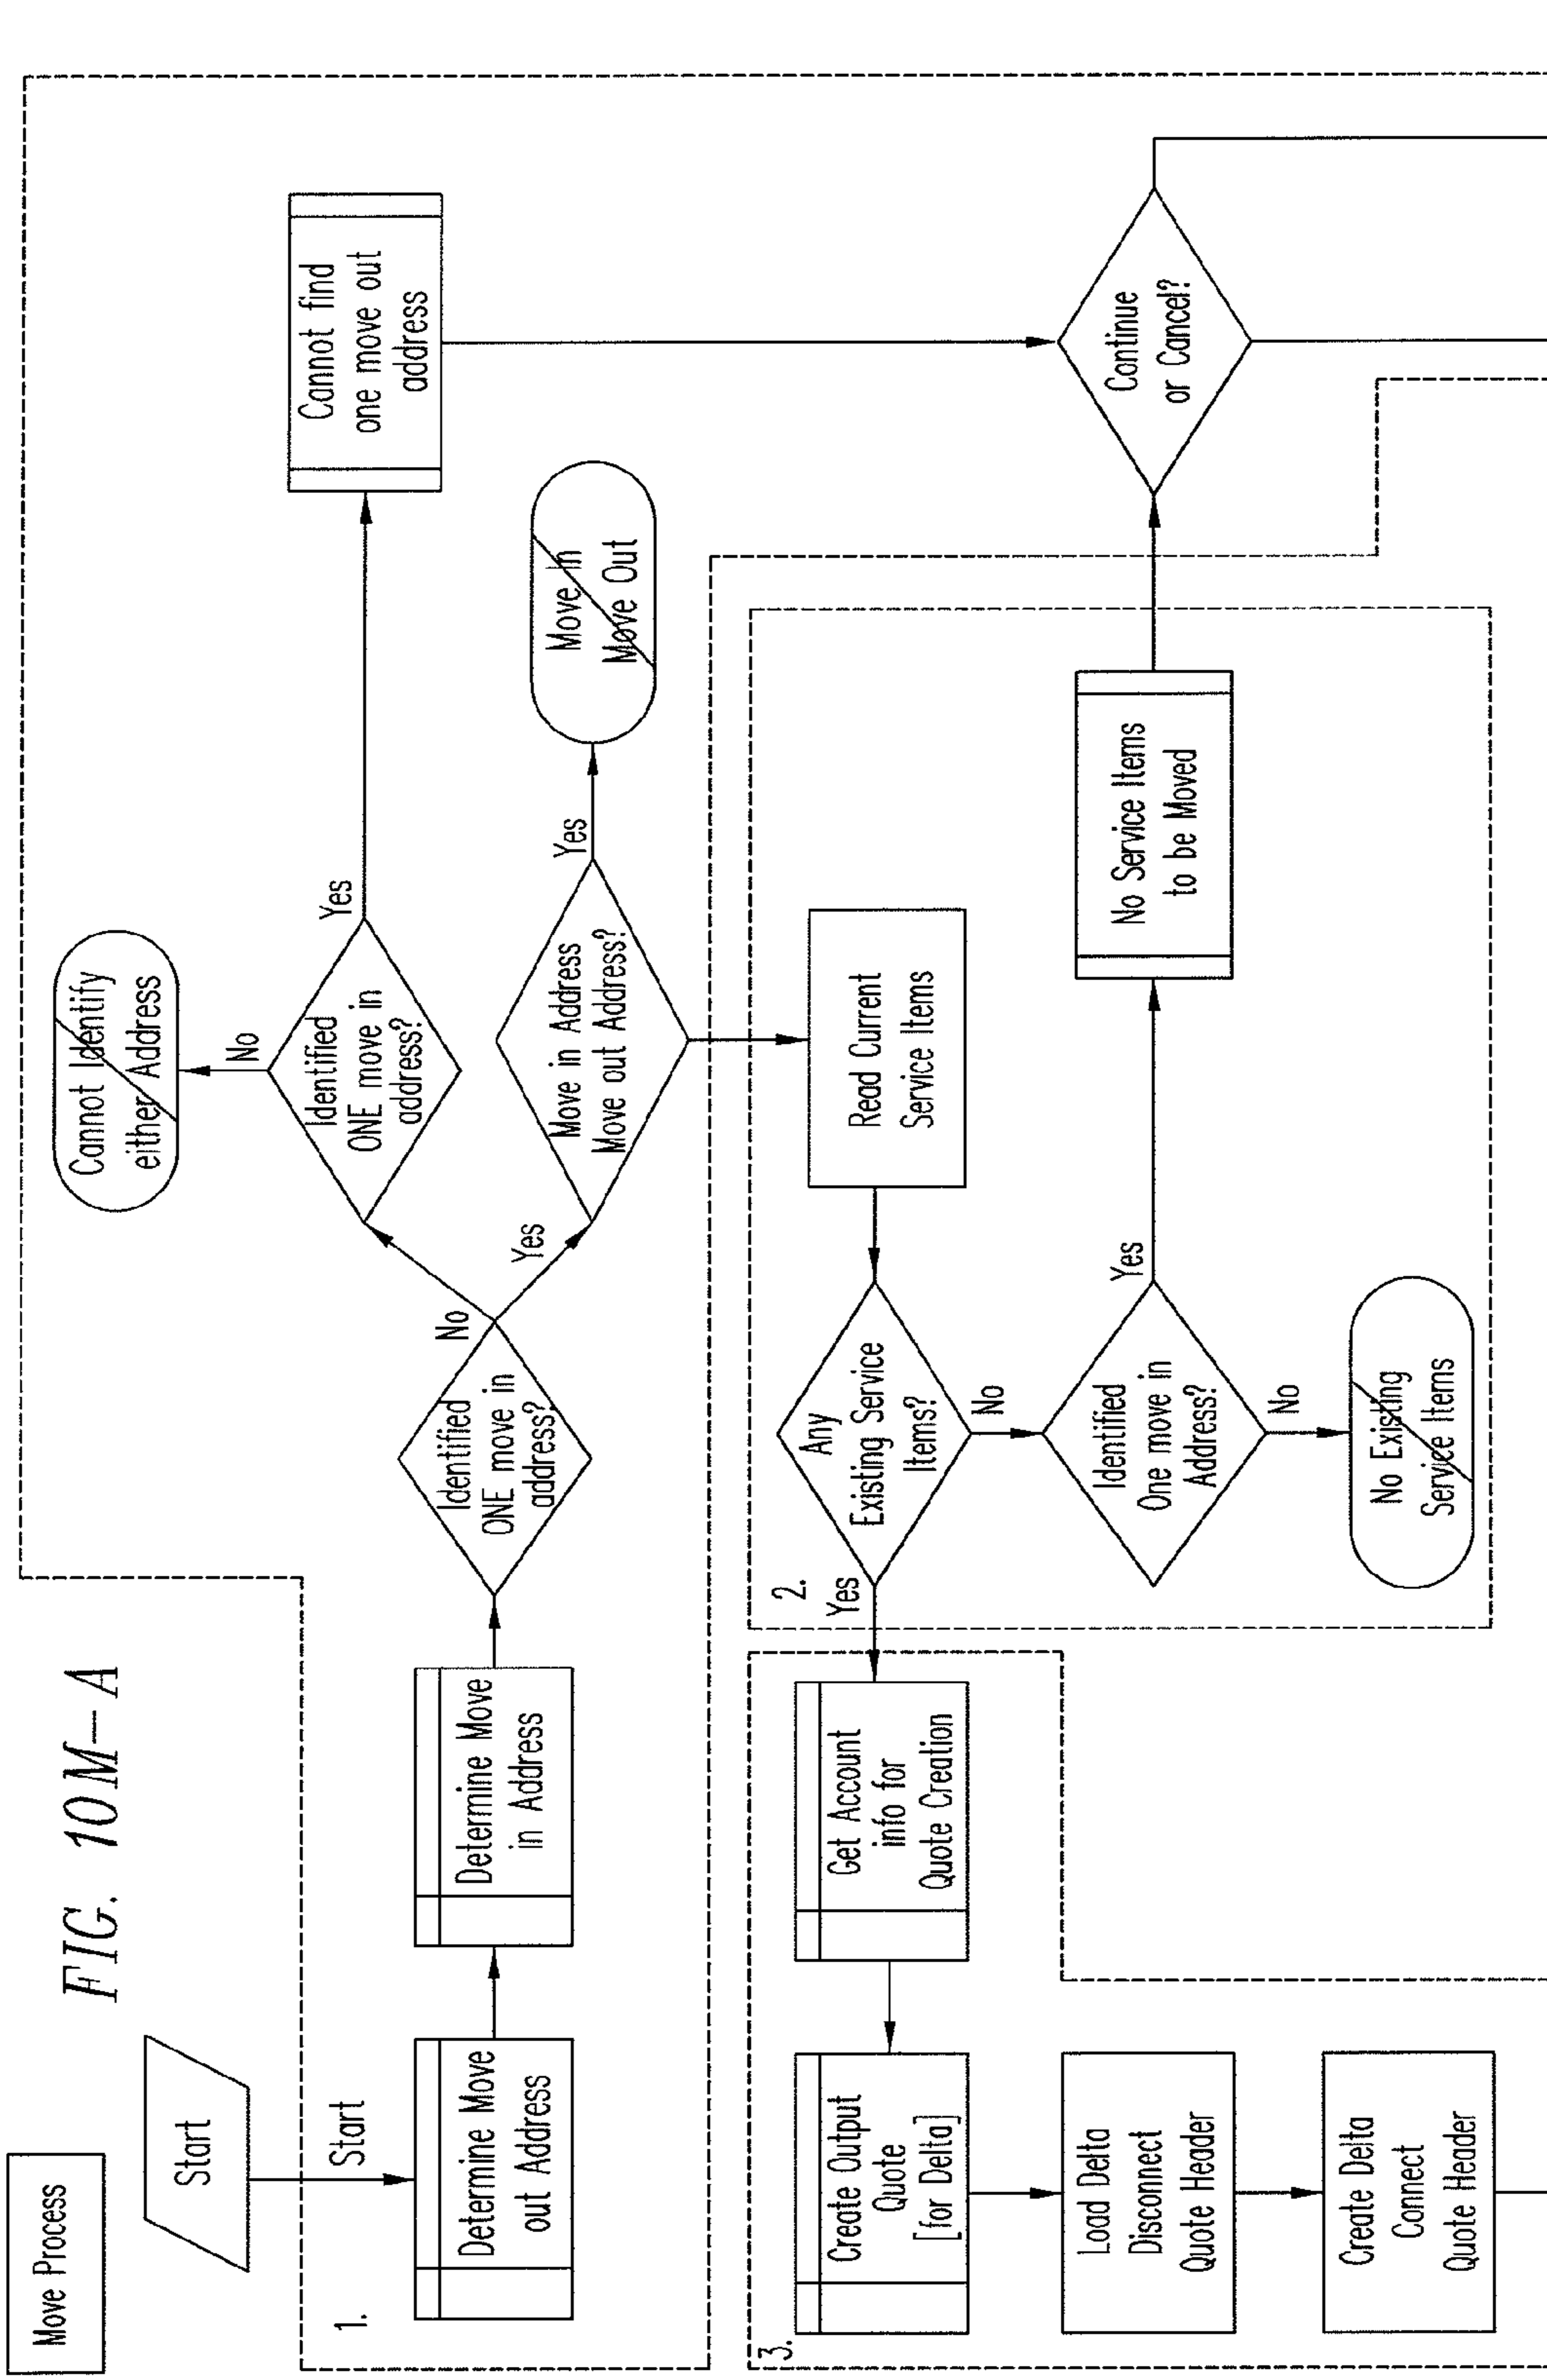 Move Process
FIG. 10M-A
Start
Start
1.
Determine Move
out Address
Determine Move
in Address
Identified
ONE move in
address?
No
Yes
Identified
ONE move in
address?
No
Cannot Identify
either Address
Yes
Cannot find
one move out
address
Move in Address
Move out Address?
Yes
Move In
Move Out
2.
Read Current
Service Items
Any
Existing Service
Items?
Yes
No
Identified
One move in
Address?
Yes
No
No Service Items
to be Moved
No Existing
Service Items
Continue
or Cancel?
3.
Get Account
info for
Quote Creation
Create Output
Quote
[for Delta]
Load Delta
Disconnect
Quote Header
Create Delta
Connect
Quote Header